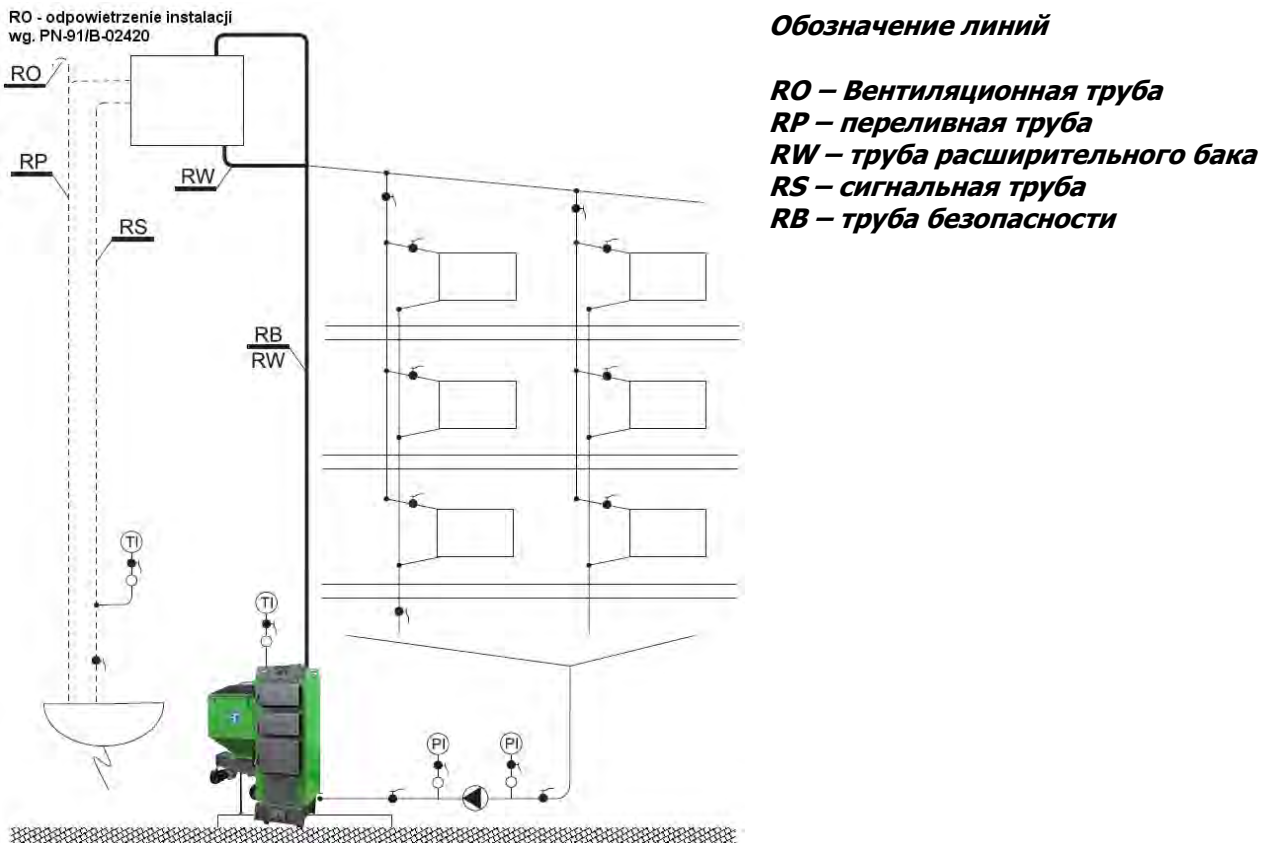 RO - odpowietrzenie instalacji
wg. PN-91/B-02420
RO
RP
RW
RS
RB
RW
TI
TI
PI
PI
Обозначение линий
RO – Вентиляционная труба
RP – переливная труба
RW – труба расширительного бака
RS – сигнальная труба
RB – труба безопасности